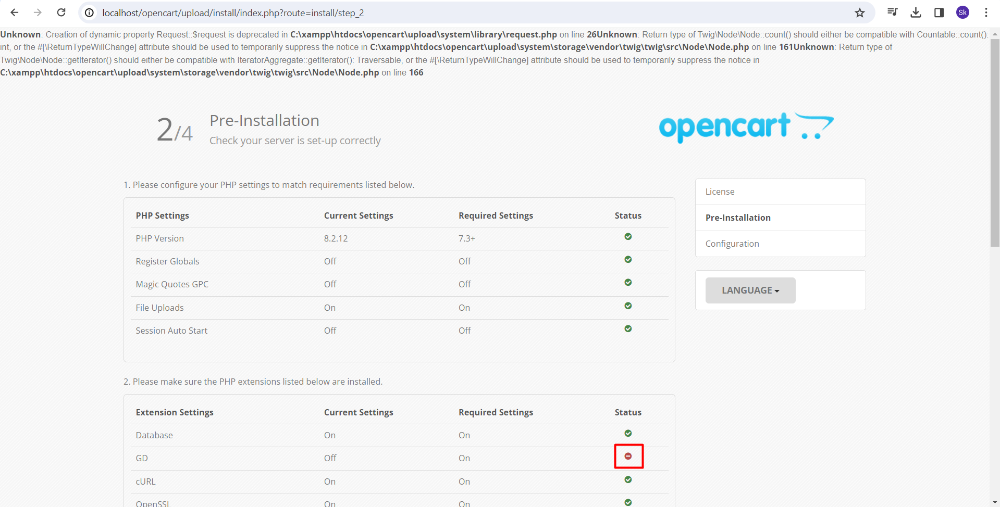 localhost/opencart/upload/install/index.php?route=install/step_2
Sk
Unknown: Creation of dynamic property Request::$request is deprecated in C:\xampp\htdocs\opencart\upload\system\library\request.php on line 26Unknown: Return type of Twig\Node\Node::count() should either be compatible with Countable::count():
int, or the #[\ReturnTypeWillChange] attribute should be used to temporarily suppress the notice in C:\xampp\htdocs\opencart\upload\system\storage\vendor\twig\twig\src\Node\Node.php on line 161Unknown: Return type of
Twig\Node\Node::getIterator() should either be compatible with IteratorAggregate::getIterator(): Traversable, or the #[\ReturnTypeWillChange] attribute should be used to temporarily suppress the notice in
C:\xampp\htdocs\opencart\upload\system\storage\vendor\twig\twig\src\Node\Node.php on line 166
2/4
Pre-Installation
Check your server is set-up correctly
opencart
1. Please configure your PHP settings to match requirements listed below.
PHP Settings Current Settings Required Settings Status
PHP Version 8.2.12 7.3+
Register Globals Off Off
Magic Quotes GPC Off Off
File Uploads On On
Session Auto Start Off Off
License
Pre-Installation
Configuration
LANGUAGE
2. Please make sure the PHP extensions listed below are installed.
Extension Settings Current Settings Required Settings Status
Database On On
GD Off On
cURL On On
OpenSSL On On